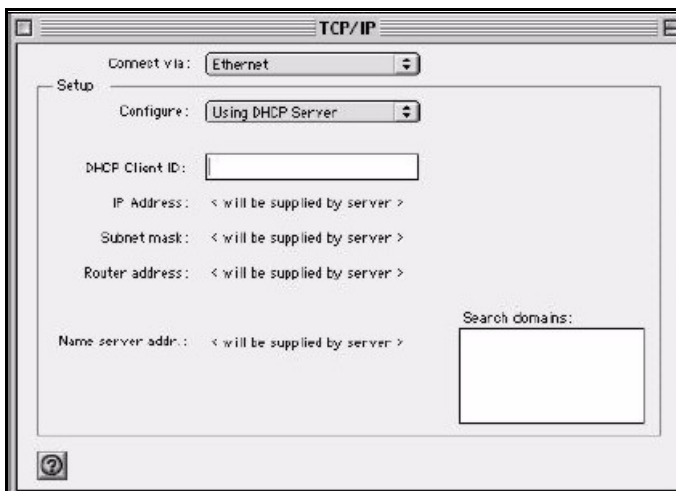 TCP/IP
Connect via: Ethernet
Setup
Configure: Using DHCP Server
DHCP Client ID:
IP Address: < will be supplied by server >
Subnet mask: < will be supplied by server >
Router address: < will be supplied by server >
Search domains:
Name server addr.: < will be supplied by server >
?